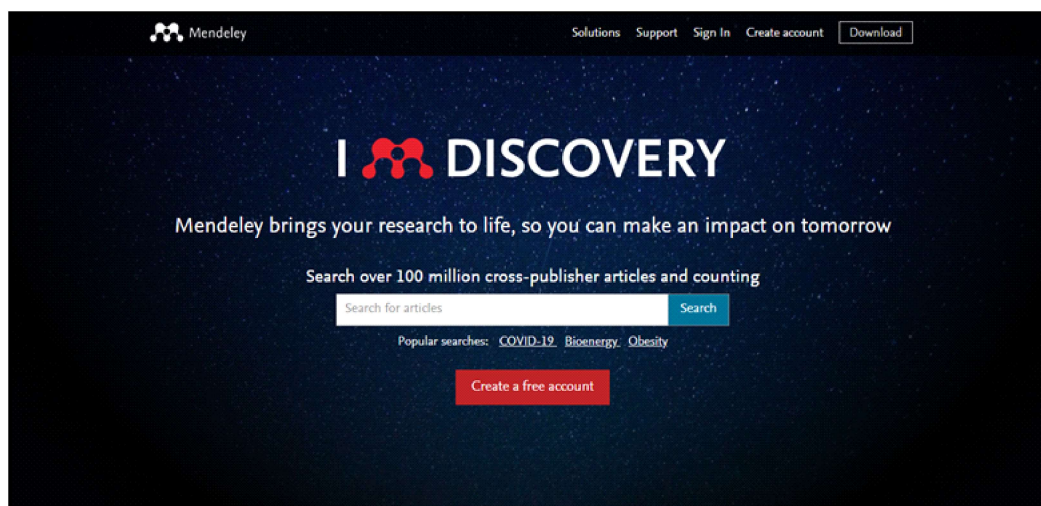 Mendeley Solutions Support Sign In Create account Download
I DISCOVERY
Mendeley brings your research to life, so you can make an impact on tomorrow
Search over 100 million cross-publisher articles and counting
Search for articles Search
Popular searches: COVID-19 Bioenergy Obesity
Create a free account